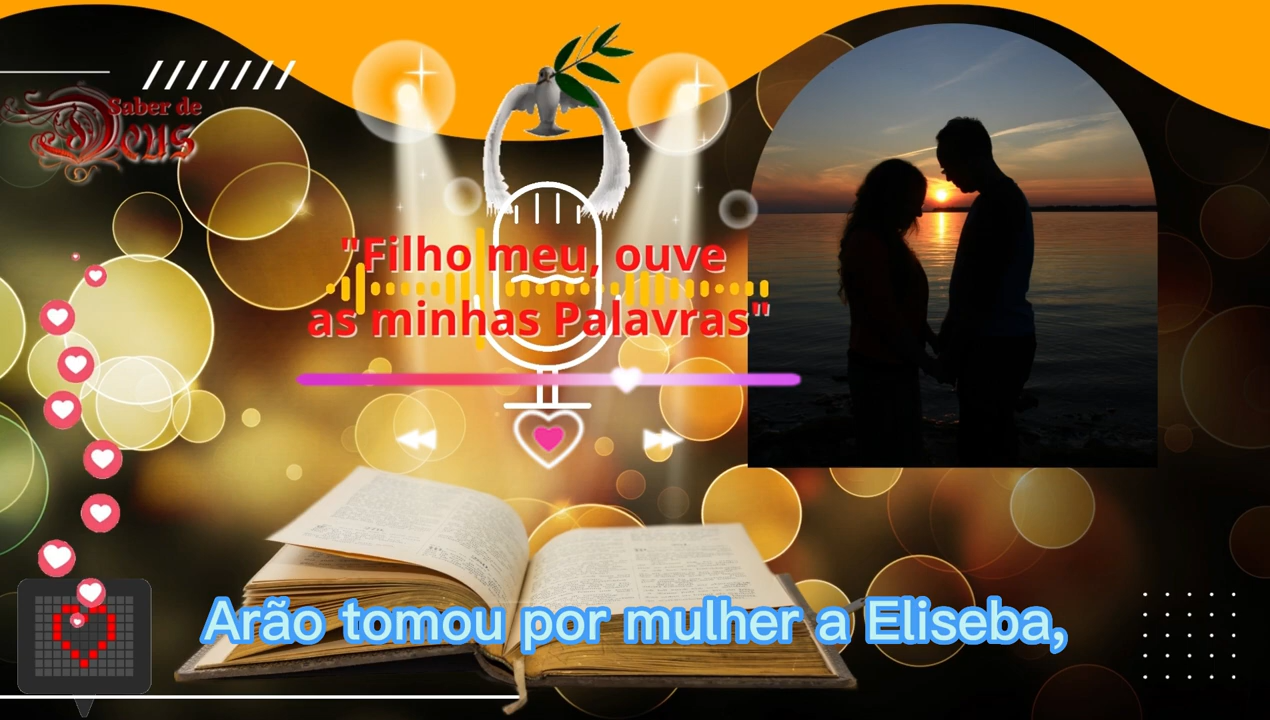 Saber de
Deus
"Filho meu, ouve
as minhas Palavras"
Arão tomou por mulher a Eliseba,